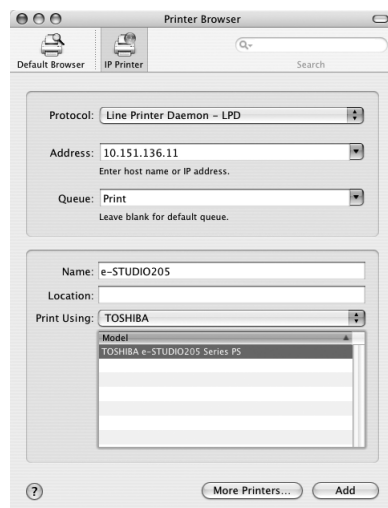 Printer Browser
Default Browser
IP Printer
Search
Protocol: Line Printer Daemon - LPD
Address: 10.151.136.11
Enter host name or IP address.
Queue: Print
Leave blank for default queue.
Name: e-STUDIO205
Location:
Print Using: TOSHIBA
Model
TOSHIBA e-STUDIO205 Series PS
? More Printers... Add